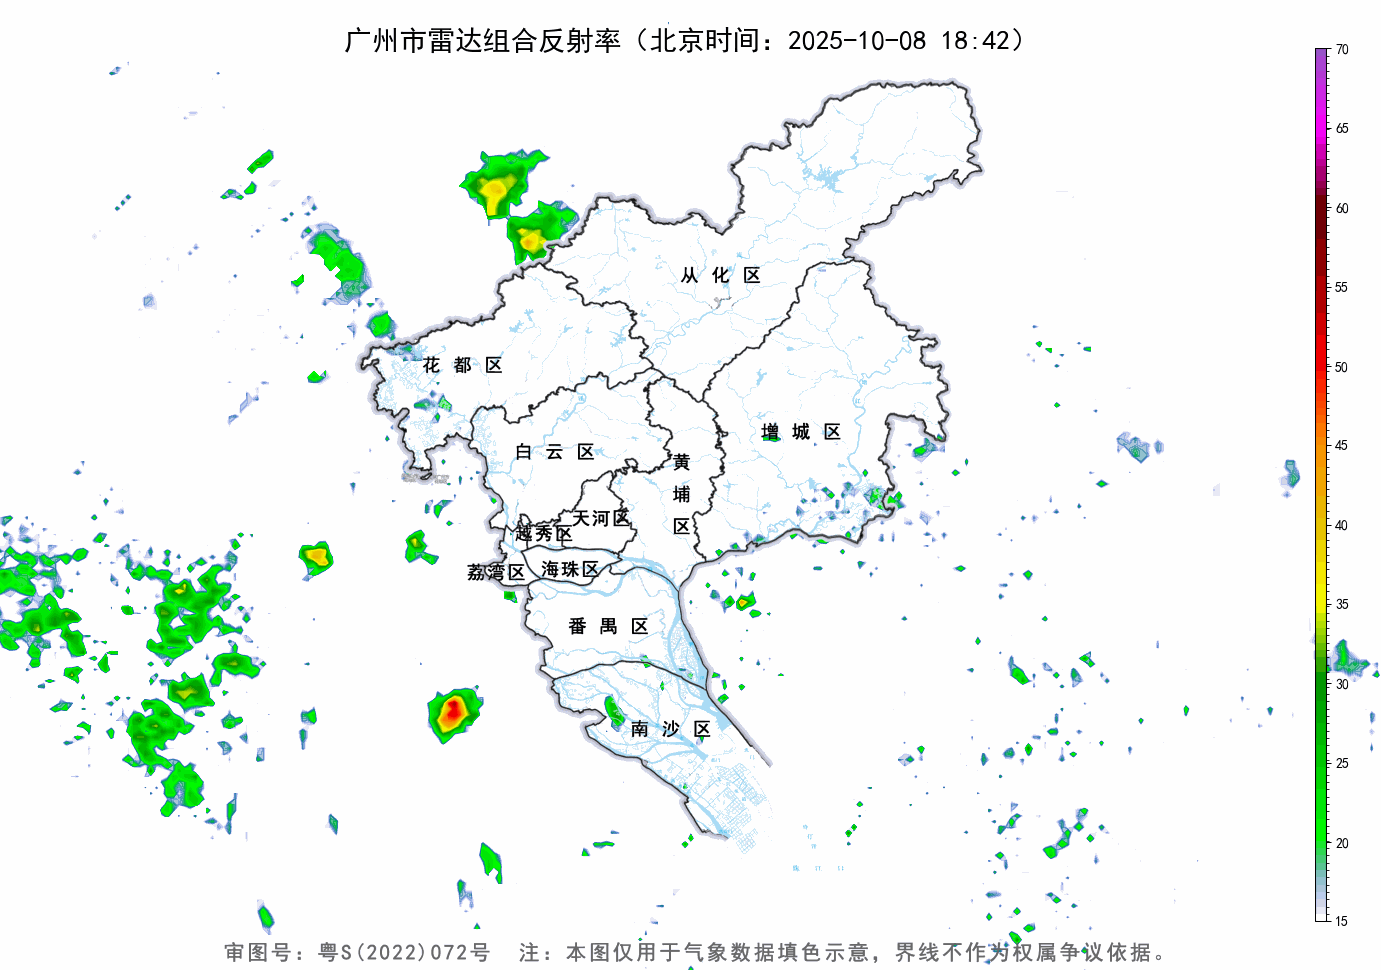 广州市雷达组合反射率（北京时间：2025-10-08 18:42）
70
65
60
55
50
45
40
35
30
25
20
15
从化区
花都区
增城区
白云区
黄埔区
天河区
越秀区
荔湾区
海珠区
番禺区
南沙区
审图号：粤S(2022)072号 注：本图仅用于气象数据填色示意，界线不作为权属争议依据。